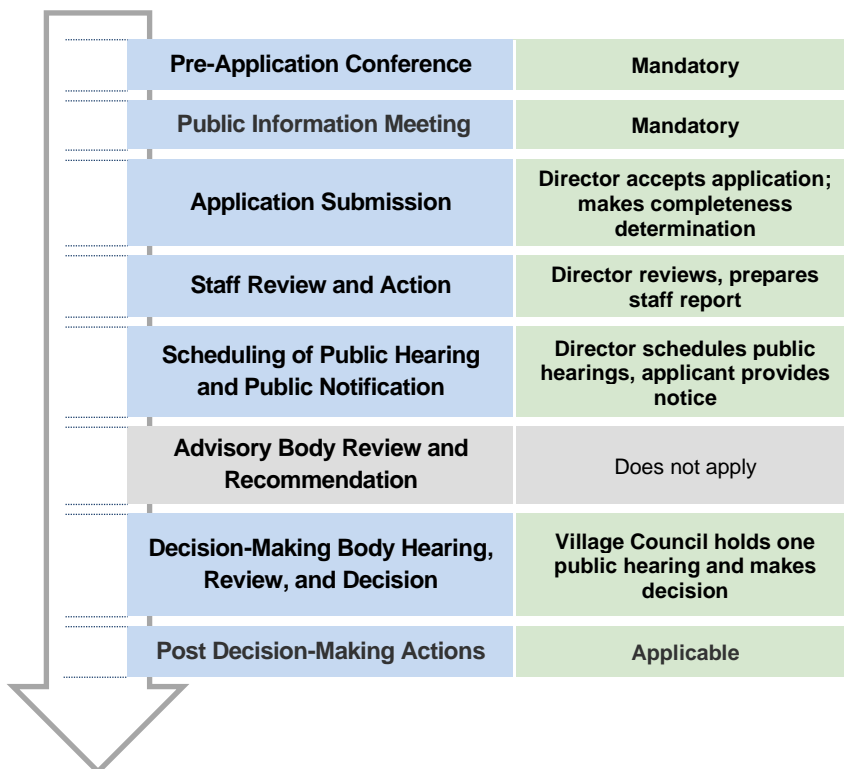 Pre-Application Conference
Mandatory
Public Information Meeting
Mandatory
Application Submission
Director accepts application;
makes completeness
determination
Staff Review and Action
Director reviews, prepares
staff report
Scheduling of Public Hearing
and Public Notification
Director schedules public
hearings, applicant provides
notice
Advisory Body Review and
Recommendation
Does not apply
Decision-Making Body Hearing,
Review, and Decision
Village Council holds one
public hearing and makes
decision
Post Decision-Making Actions
Applicable